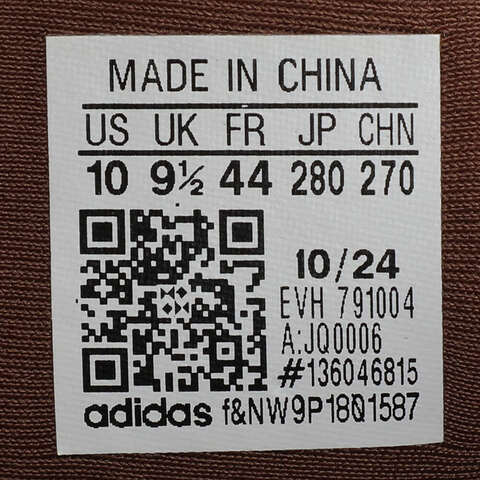 MADE IN CHINA
US UK FR JP CHN
10 9½ 44 280 270
10/24
EVH 791004
A:JQ0006
#136046815
adidas f&NW9P1801587